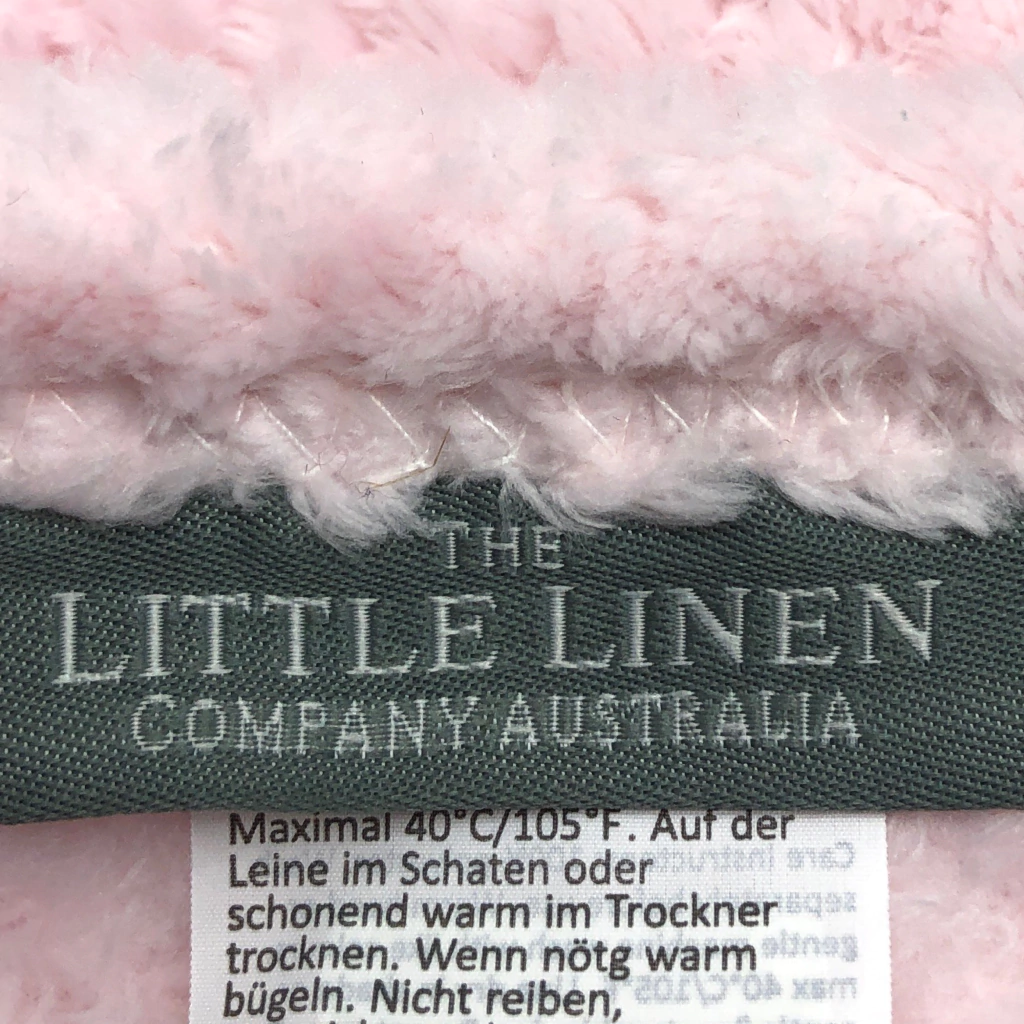 THE
LITTLE LINEN
COMPANY AUSTRALIA
Maximal 40°C/105°F. Auf der
Leine im Schaten oder
schonend warm im Trockner
trocknen. Wenn nötg warm
bügeln. Nicht reiben,